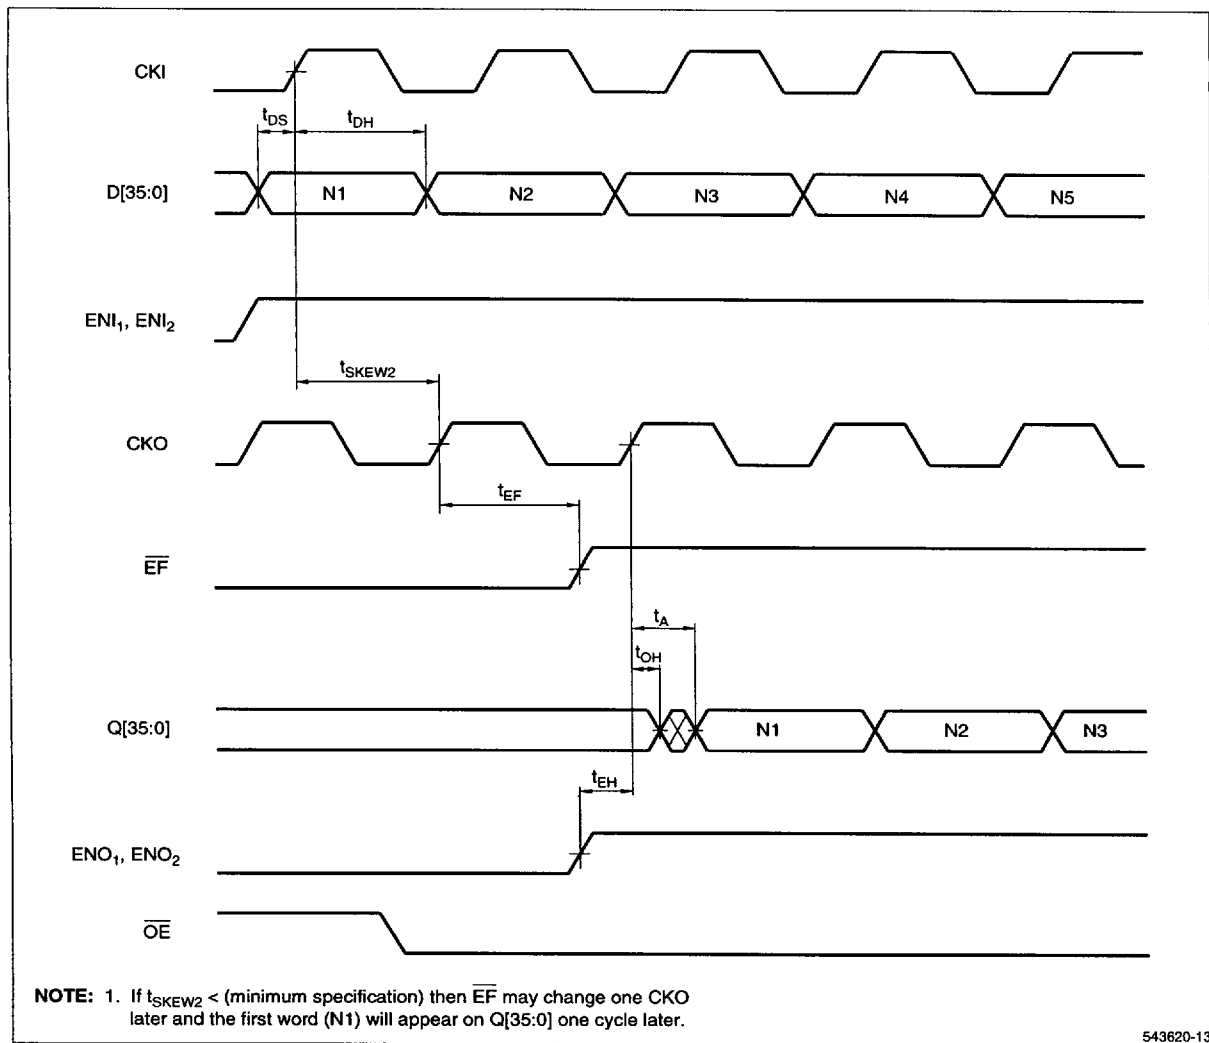 CKI
tDS
tDH
D[35:0]
N1
N2
N3
N4
N5
ENI1, ENI2
tSKEW2
CKO
tEF
EF
tA
tOH
Q[35:0]
N1
N2
N3
tEH
ENO1, ENO2
OE
NOTE: 1. If tSKEW2 < (minimum specification) then EF may change one CKO
later and the first word (N1) will appear on Q[35:0] one cycle later.
543620-13